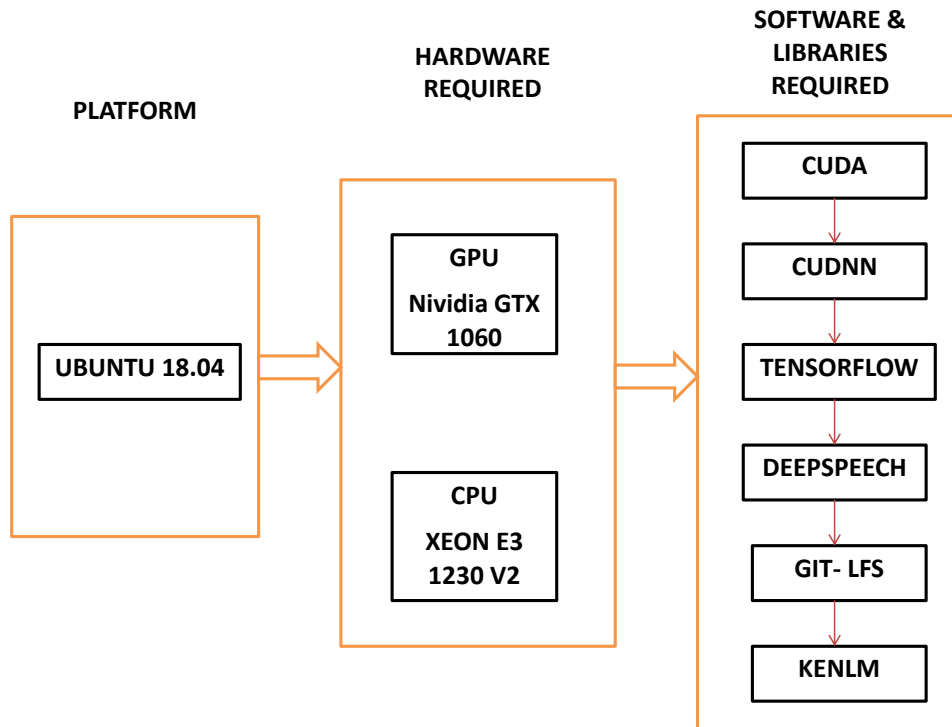 PLATFORM
UBUNTU 18.04
HARDWARE
REQUIRED
GPU
Nividia GTX
1060
CPU
XEON E3
1230 V2
SOFTWARE &
LIBRARIES
REQUIRED
CUDA
CUDNN
TENSORFLOW
DEEPSPEECH
GIT- LFS
KENLM